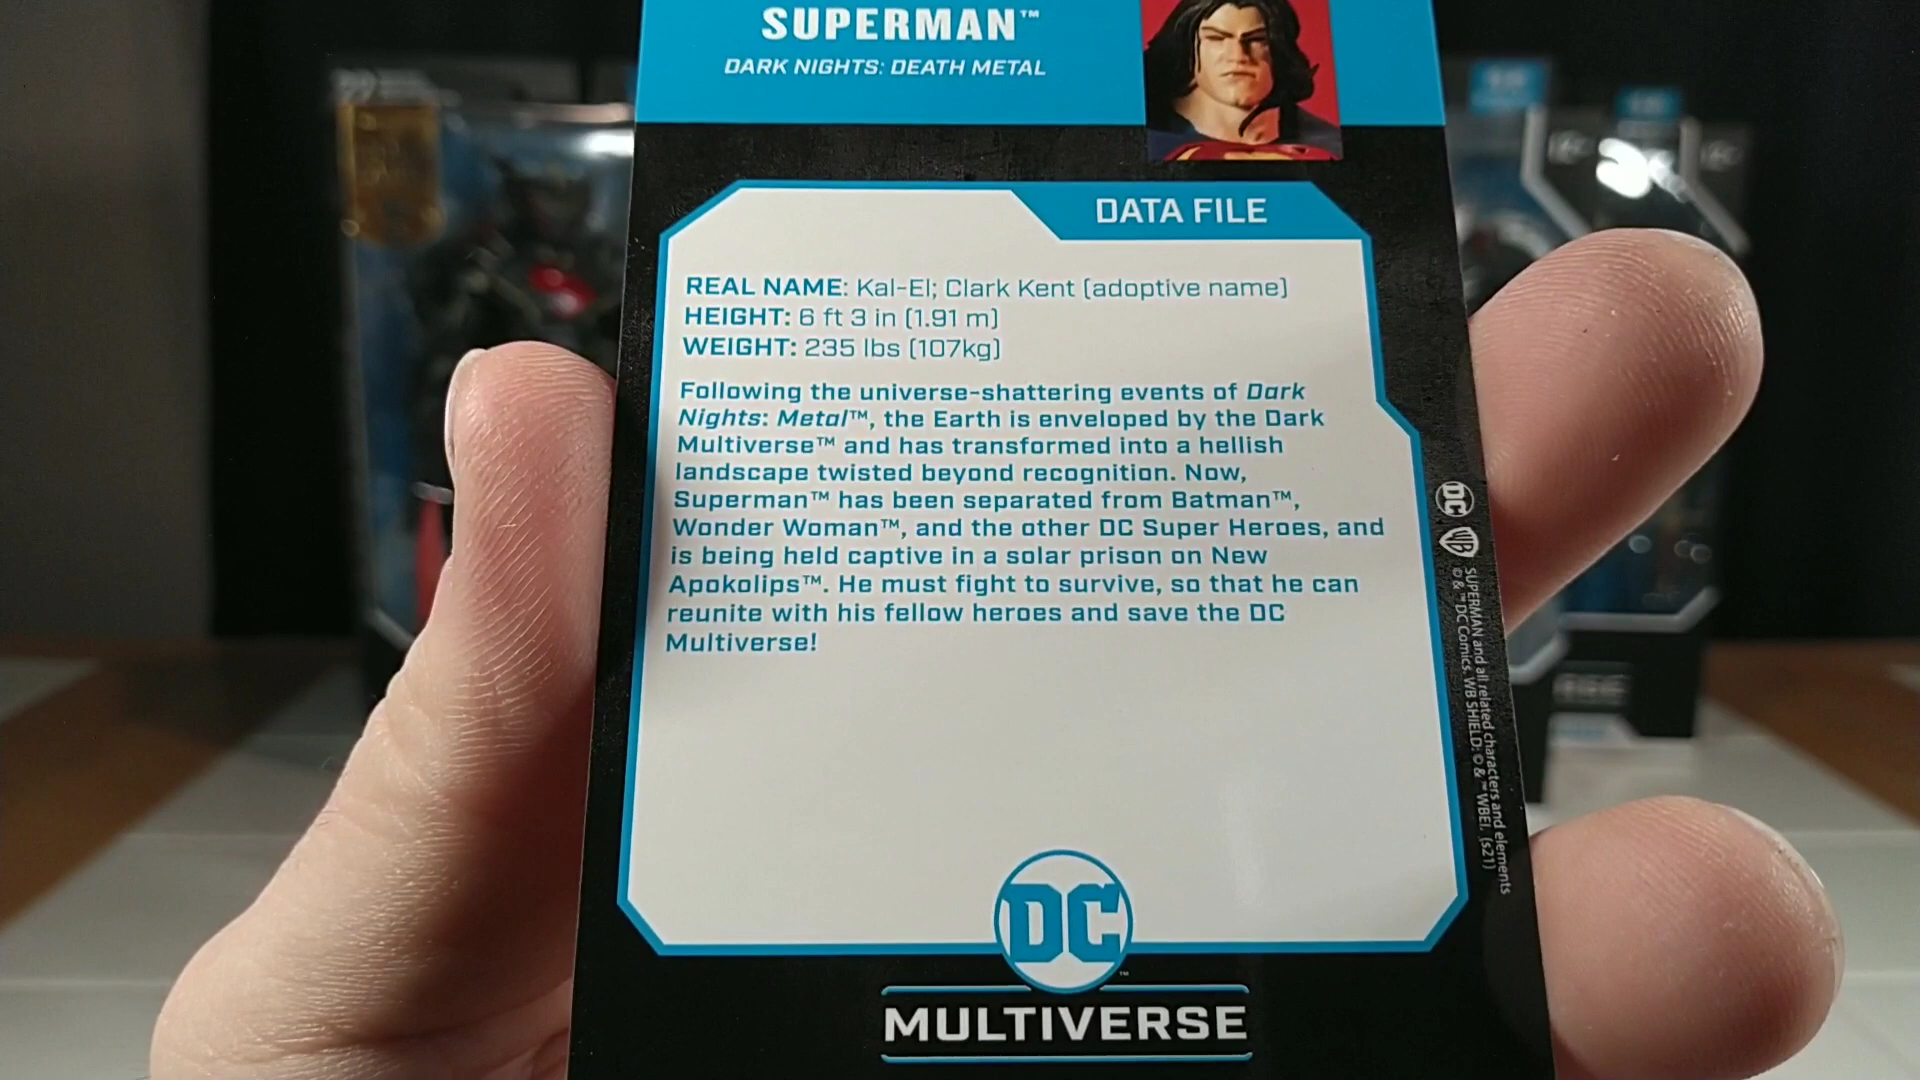 SUPERMAN™
DARK NIGHTS: DEATH METAL
DATA FILE
REAL NAME: Kal-El; Clark Kent (adoptive name)
HEIGHT: 6 ft 3 in (1.91 m)
WEIGHT: 235 lbs (107kg)
Following the universe-shattering events of Dark
Nights: Metal™, the Earth is enveloped by the Dark
Multiverse™ and has transformed into a hellish
landscape twisted beyond recognition. Now,
Superman™ has been separated from Batman™,
Wonder Woman™, and the other DC Super Heroes, and
is being held captive in a solar prison on New
Apokolips™. He must fight to survive, so that he can
reunite with his fellow heroes and save the DC
Multiverse!
DC
WB
SUPERMAN and all related characters and elements
© & ™ DC Comics. WB SHIELD: © & ™ WBEI. (s21)
DC™
MULTIVERSE